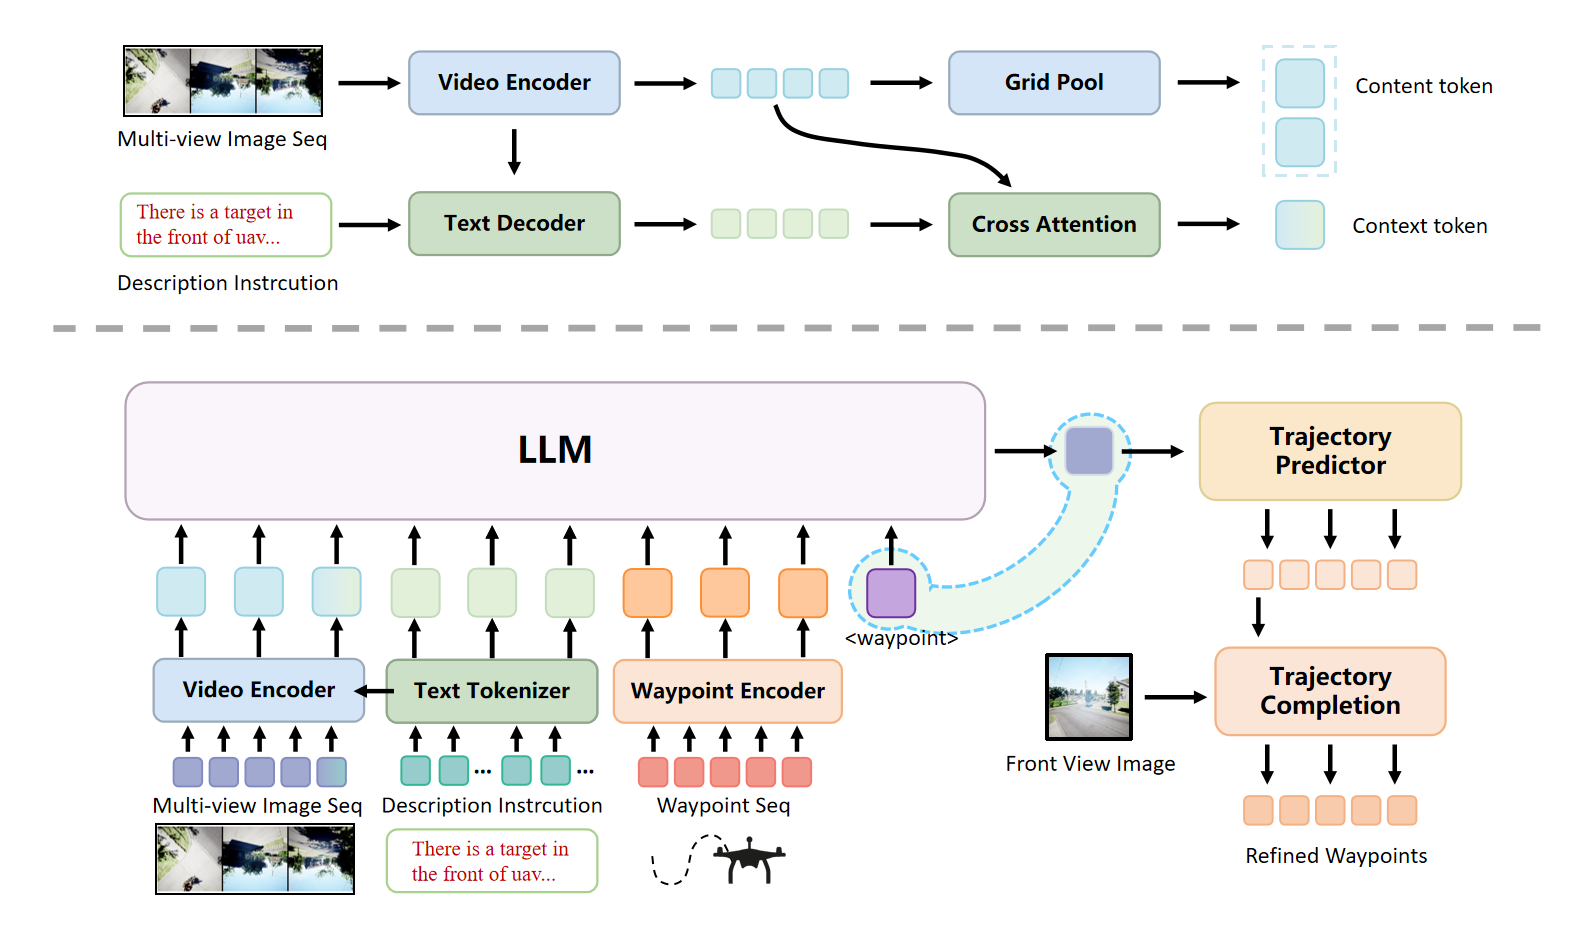 Video Encoder
Grid Pool
Content token
Multi-view Image Seq
There is a target in
the front of uav...
Text Decoder
Cross Attention
Context token
Description Instrcution
LLM
Trajectory
Predictor
<waypoint>
Video Encoder
Text Tokenizer
Waypoint Encoder
Trajectory
Completion
Front View Image
...
...
Multi-view Image Seq
Description Instrcution
Waypoint Seq
There is a target in
the front of uav...
Refined Waypoints